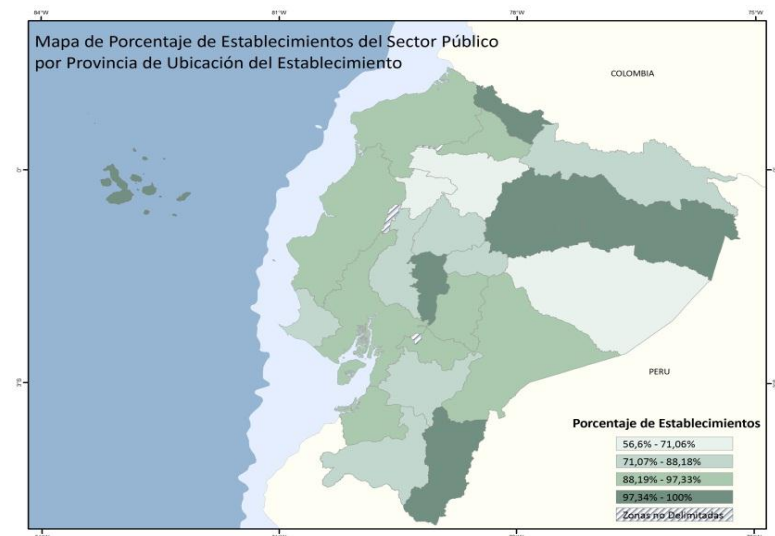 84°W
81°W
78°W
75°W
Mapa de Porcentaje de Establecimientos del Sector Público
por Provincia de Ubicación del Establecimiento
COLOMBIA
PERU
Porcentaje de Establecimientos
56,6% - 71,06%
71,07% - 88,18%
88,19% - 97,33%
97,34% - 100%
Zonas no Delimitadas